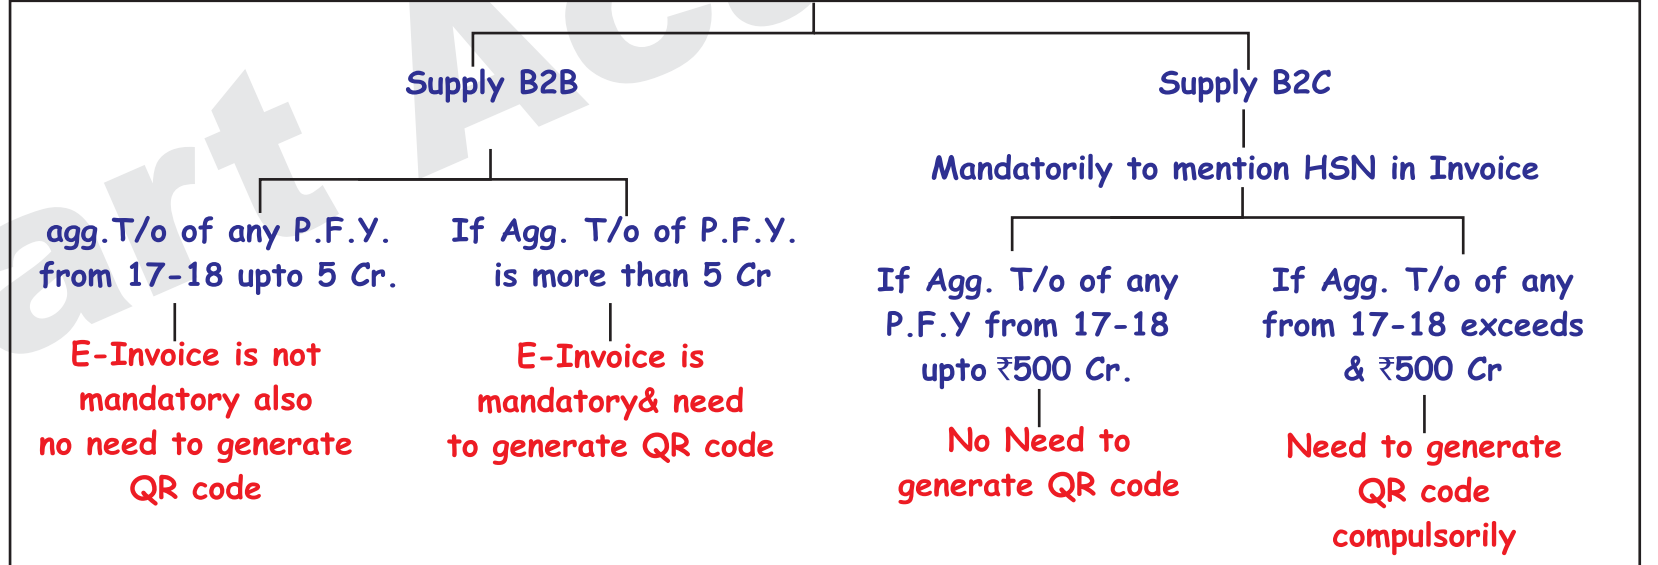 Supply B2B
agg.T/o of any P.F.Y.
from 17-18 upto 5 Cr.
E-Invoice is not
mandatory also
no need to generate
QR code
If Agg. T/o of P.F.Y.
is more than 5 Cr
E-Invoice is
mandatory& need
to generate QR code
Supply B2C
Mandatorily to mention HSN in Invoice
If Agg. T/o of any
P.F.Y from 17-18
upto ₹500 Cr.
No Need to
generate QR code
If Agg. T/o of any
from 17-18 exceeds
& ₹500 Cr
Need to generate
QR code
compulsorily